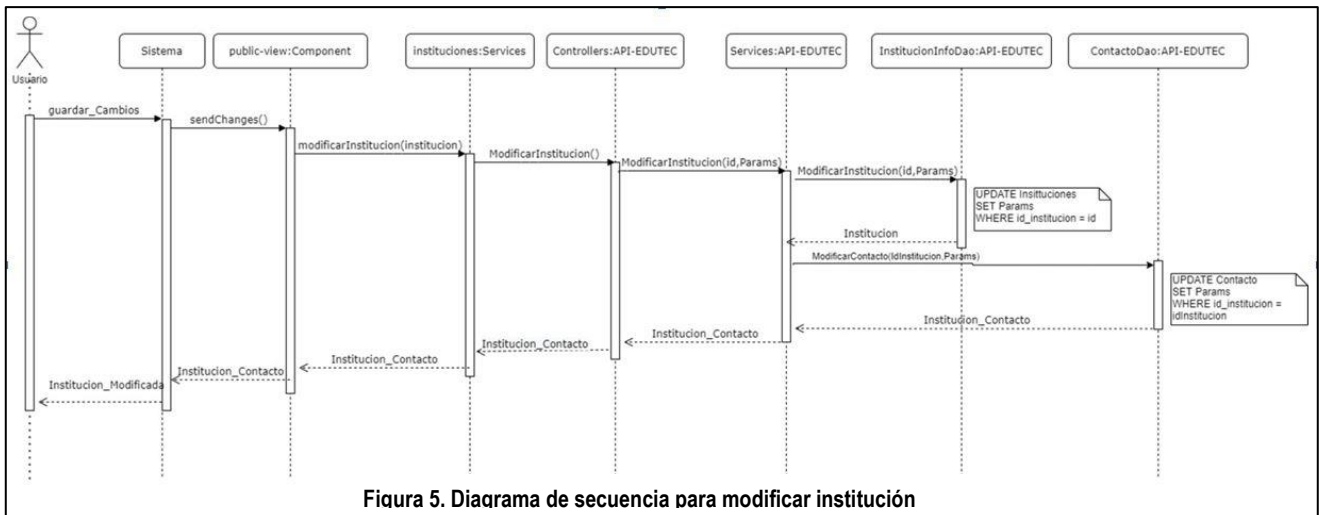 Usuario
Sistema
public-view:Component
instituciones:Services
Controllers:API-EDUTEC
Services:API-EDUTEC
InstitucionInfoDao:API-EDUTEC
ContactoDao:API-EDUTEC
guardar_Cambios
sendChanges()
modificarInstitucion(institucion)
ModificarInstitucion()
ModificarInstitucion(id,Params)
ModificarInstitucion(id,Params)
UPDATE Insittuciones
SET Params
WHERE id_institucion = id
Institucion
ModificarContacto(IdInstitucion,Params)
UPDATE Contacto
SET Params
WHERE id_institucion =
idInstitucion
Institucion_Contacto
Institucion_Contacto
Institucion_Contacto
Institucion_Contacto
Institucion_Contacto
Institucion_Modificada
Figura 5. Diagrama de secuencia para modificar institución